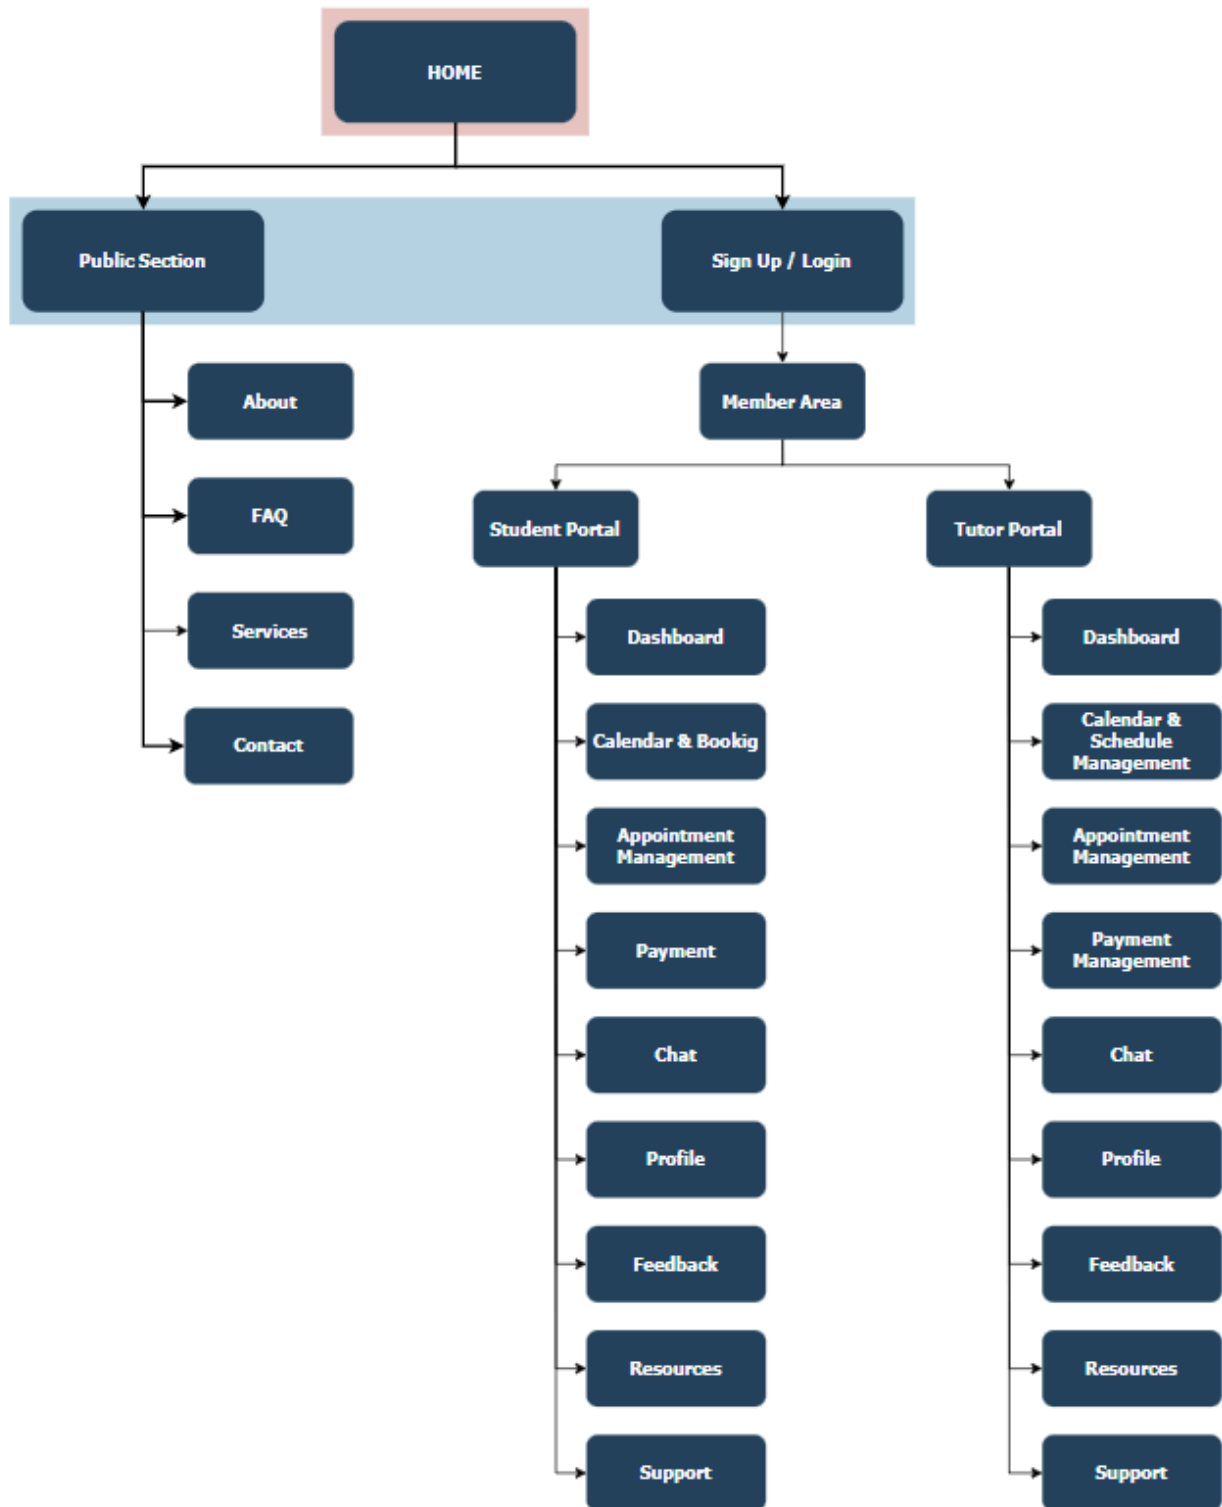 HOME
Public Section
Sign Up / Login
About
Member Area
FAQ
Student Portal
Tutor Portal
Services
Dashboard
Dashboard
Contact
Calendar & Bookig
Calendar &
Schedule
Management
Appointment
Management
Appointment
Management
Payment
Payment
Management
Chat
Chat
Profile
Profile
Feedback
Feedback
Resources
Resources
Support
Support